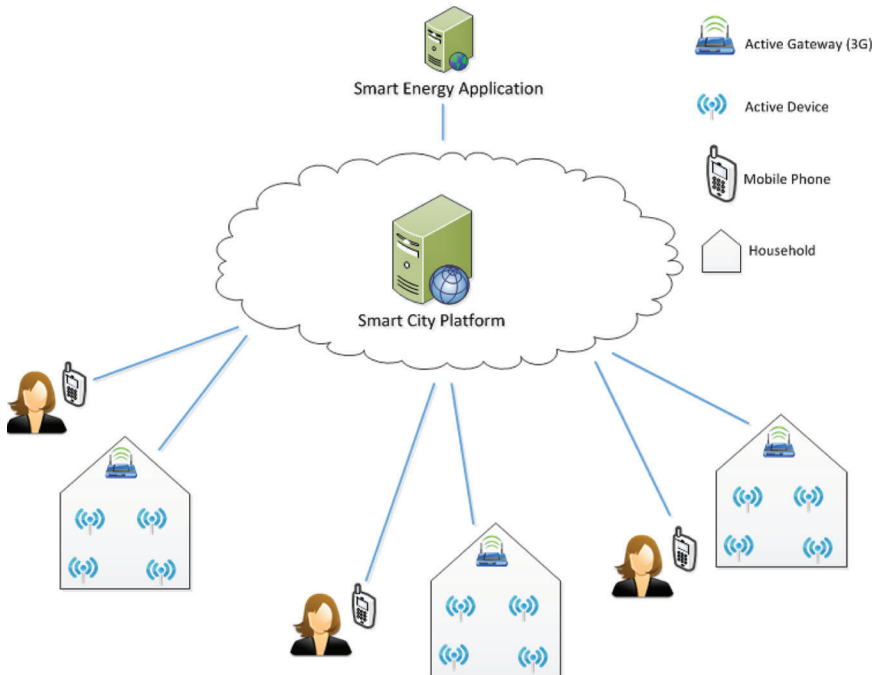 Smart Energy Application
Smart City Platform
Active Gateway (3G)
Active Device
Mobile Phone
Household